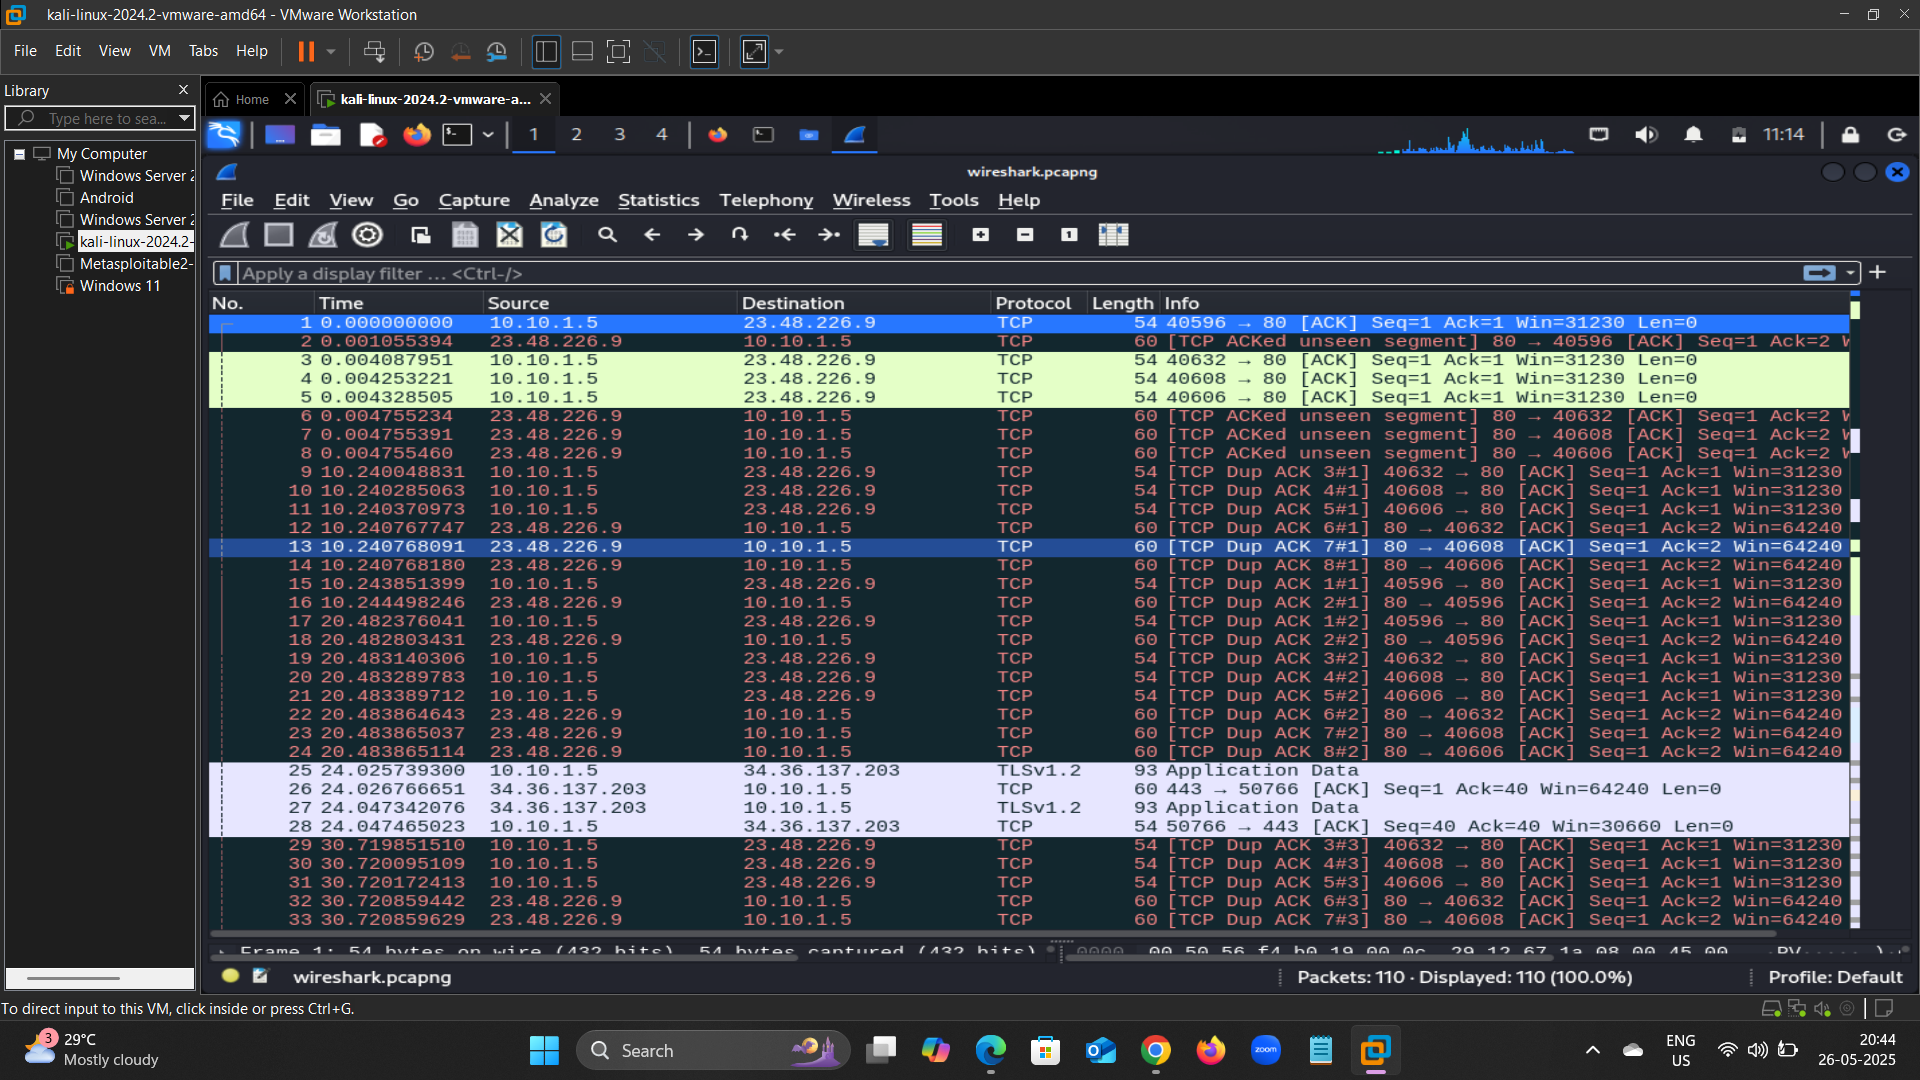 kali-linux-2024.2-vmware-amd64 - VMware Workstation
File Edit View VM Tabs Help
Library
Type here to sea...
Home
kali-linux-2024.2-vmware-a...
My Computer
Windows Server 2
Android
Windows Server 2
kali-linux-2024.2-
Metasploitable2-
Windows 11
1 2 3 4
11:14
wireshark.pcapng
File Edit View Go Capture Analyze Statistics Telephony Wireless Tools Help
Apply a display filter ... <Ctrl-/>
No. Time Source Destination Protocol Length Info
1 0.000000000 10.10.1.5 23.48.226.9 TCP 54 40596 → 80 [ACK] Seq=1 Ack=1 Win=31230 Len=0
2 0.001055394 23.48.226.9 10.10.1.5 TCP 60 [TCP ACKed unseen segment] 80 → 40596 [ACK] Seq=1 Ack=2 W
3 0.004087951 10.10.1.5 23.48.226.9 TCP 54 40632 → 80 [ACK] Seq=1 Ack=1 Win=31230 Len=0
4 0.004253221 10.10.1.5 23.48.226.9 TCP 54 40608 → 80 [ACK] Seq=1 Ack=1 Win=31230 Len=0
5 0.004328505 10.10.1.5 23.48.226.9 TCP 54 40606 → 80 [ACK] Seq=1 Ack=1 Win=31230 Len=0
6 0.004755234 23.48.226.9 10.10.1.5 TCP 60 [TCP ACKed unseen segment] 80 → 40632 [ACK] Seq=1 Ack=2 W
7 0.004755391 23.48.226.9 10.10.1.5 TCP 60 [TCP ACKed unseen segment] 80 → 40608 [ACK] Seq=1 Ack=2 W
8 0.004755460 23.48.226.9 10.10.1.5 TCP 60 [TCP ACKed unseen segment] 80 → 40606 [ACK] Seq=1 Ack=2 W
9 10.240048831 10.10.1.5 23.48.226.9 TCP 54 [TCP Dup ACK 3#1] 40632 → 80 [ACK] Seq=1 Ack=1 Win=31230
10 10.240285063 10.10.1.5 23.48.226.9 TCP 54 [TCP Dup ACK 4#1] 40608 → 80 [ACK] Seq=1 Ack=1 Win=31230
11 10.240370973 10.10.1.5 23.48.226.9 TCP 54 [TCP Dup ACK 5#1] 40606 → 80 [ACK] Seq=1 Ack=1 Win=31230
12 10.240767747 23.48.226.9 10.10.1.5 TCP 60 [TCP Dup ACK 6#1] 80 → 40632 [ACK] Seq=1 Ack=2 Win=64240
13 10.240768091 23.48.226.9 10.10.1.5 TCP 60 [TCP Dup ACK 7#1] 80 → 40608 [ACK] Seq=1 Ack=2 Win=64240
14 10.240768180 23.48.226.9 10.10.1.5 TCP 60 [TCP Dup ACK 8#1] 80 → 40606 [ACK] Seq=1 Ack=2 Win=64240
15 10.243851399 10.10.1.5 23.48.226.9 TCP 54 [TCP Dup ACK 1#1] 40596 → 80 [ACK] Seq=1 Ack=1 Win=31230
16 10.244498246 23.48.226.9 10.10.1.5 TCP 60 [TCP Dup ACK 2#1] 80 → 40596 [ACK] Seq=1 Ack=2 Win=64240
17 20.482376041 10.10.1.5 23.48.226.9 TCP 54 [TCP Dup ACK 1#2] 40596 → 80 [ACK] Seq=1 Ack=1 Win=31230
18 20.482803431 23.48.226.9 10.10.1.5 TCP 60 [TCP Dup ACK 2#2] 80 → 40596 [ACK] Seq=1 Ack=2 Win=64240
19 20.483140306 10.10.1.5 23.48.226.9 TCP 54 [TCP Dup ACK 3#2] 40632 → 80 [ACK] Seq=1 Ack=1 Win=31230
20 20.483289783 10.10.1.5 23.48.226.9 TCP 54 [TCP Dup ACK 4#2] 40608 → 80 [ACK] Seq=1 Ack=1 Win=31230
21 20.483389712 10.10.1.5 23.48.226.9 TCP 54 [TCP Dup ACK 5#2] 40606 → 80 [ACK] Seq=1 Ack=1 Win=31230
22 20.483864643 23.48.226.9 10.10.1.5 TCP 60 [TCP Dup ACK 6#2] 80 → 40632 [ACK] Seq=1 Ack=2 Win=64240
23 20.483865037 23.48.226.9 10.10.1.5 TCP 60 [TCP Dup ACK 7#2] 80 → 40608 [ACK] Seq=1 Ack=2 Win=64240
24 20.483865114 23.48.226.9 10.10.1.5 TCP 60 [TCP Dup ACK 8#2] 80 → 40606 [ACK] Seq=1 Ack=2 Win=64240
25 24.025739300 10.10.1.5 34.36.137.203 TLSv1.2 93 Application Data
26 24.026766651 34.36.137.203 10.10.1.5 TCP 60 443 → 50766 [ACK] Seq=1 Ack=40 Win=64240 Len=0
27 24.047342076 34.36.137.203 10.10.1.5 TLSv1.2 93 Application Data
28 24.047465023 10.10.1.5 34.36.137.203 TCP 54 50766 → 443 [ACK] Seq=40 Ack=40 Win=30660 Len=0
29 30.719851510 10.10.1.5 23.48.226.9 TCP 54 [TCP Dup ACK 3#3] 40632 → 80 [ACK] Seq=1 Ack=1 Win=31230
30 30.720095109 10.10.1.5 23.48.226.9 TCP 54 [TCP Dup ACK 4#3] 40608 → 80 [ACK] Seq=1 Ack=1 Win=31230
31 30.720172413 10.10.1.5 23.48.226.9 TCP 54 [TCP Dup ACK 5#3] 40606 → 80 [ACK] Seq=1 Ack=1 Win=31230
32 30.720859442 23.48.226.9 10.10.1.5 TCP 60 [TCP Dup ACK 6#3] 80 → 40632 [ACK] Seq=1 Ack=2 Win=64240
33 30.720859629 23.48.226.9 10.10.1.5 TCP 60 [TCP Dup ACK 7#3] 80 → 40608 [ACK] Seq=1 Ack=2 Win=64240
Frame 1: 54 bytes on wire (432 bits), 54 bytes captured (432 bits) 0000 00 50 56 f4 b0 19 00 0c 29 12 67 1a 08 00 45 00
wireshark.pcapng Packets: 110 · Displayed: 110 (100.0%) Profile: Default
To direct input to this VM, click inside or press Ctrl+G.
3
29°C
Mostly cloudy
Search
zoom
ENG
US
20:44
26-05-2025